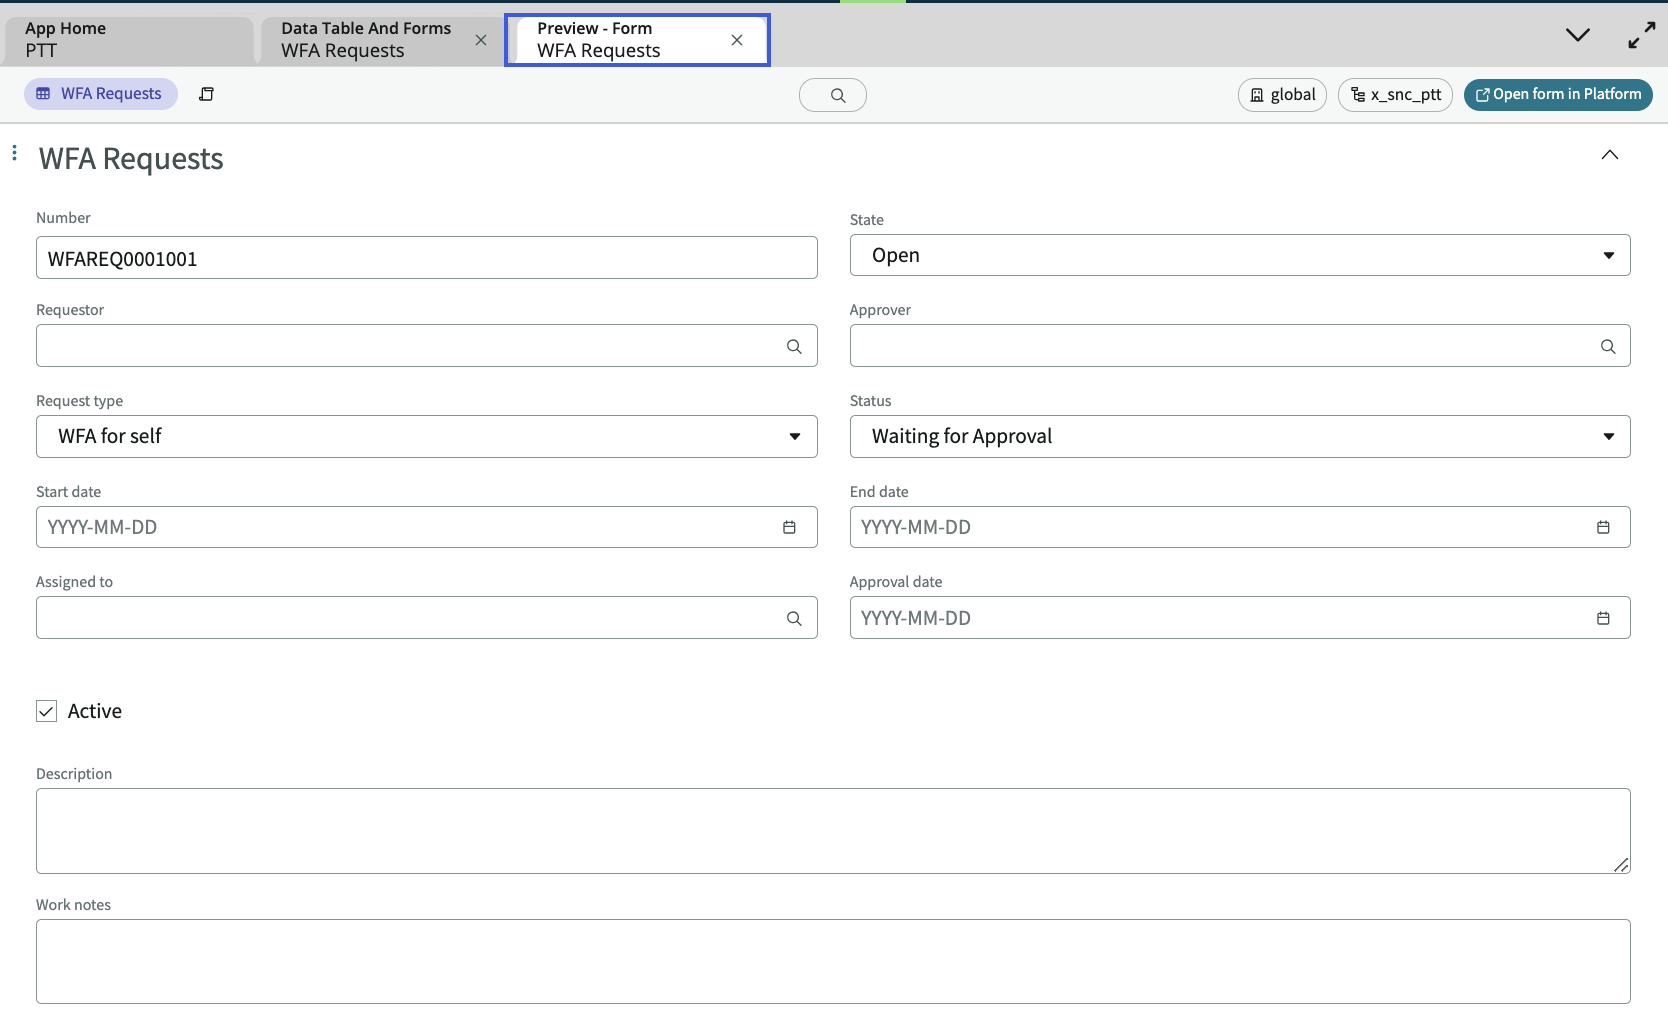 App Home
PTT
Data Table And Forms
WFA Requests
Preview - Form
WFA Requests
WFA Requests
global
x_snc_ptt
Open form in Platform
WFA Requests
Number
WFAREQ0001001
State
Open
Requestor
Approver
Request type
WFA for self
Status
Waiting for Approval
Start date
YYYY-MM-DD
End date
YYYY-MM-DD
Assigned to
Approval date
YYYY-MM-DD
Active
Description
Work notes